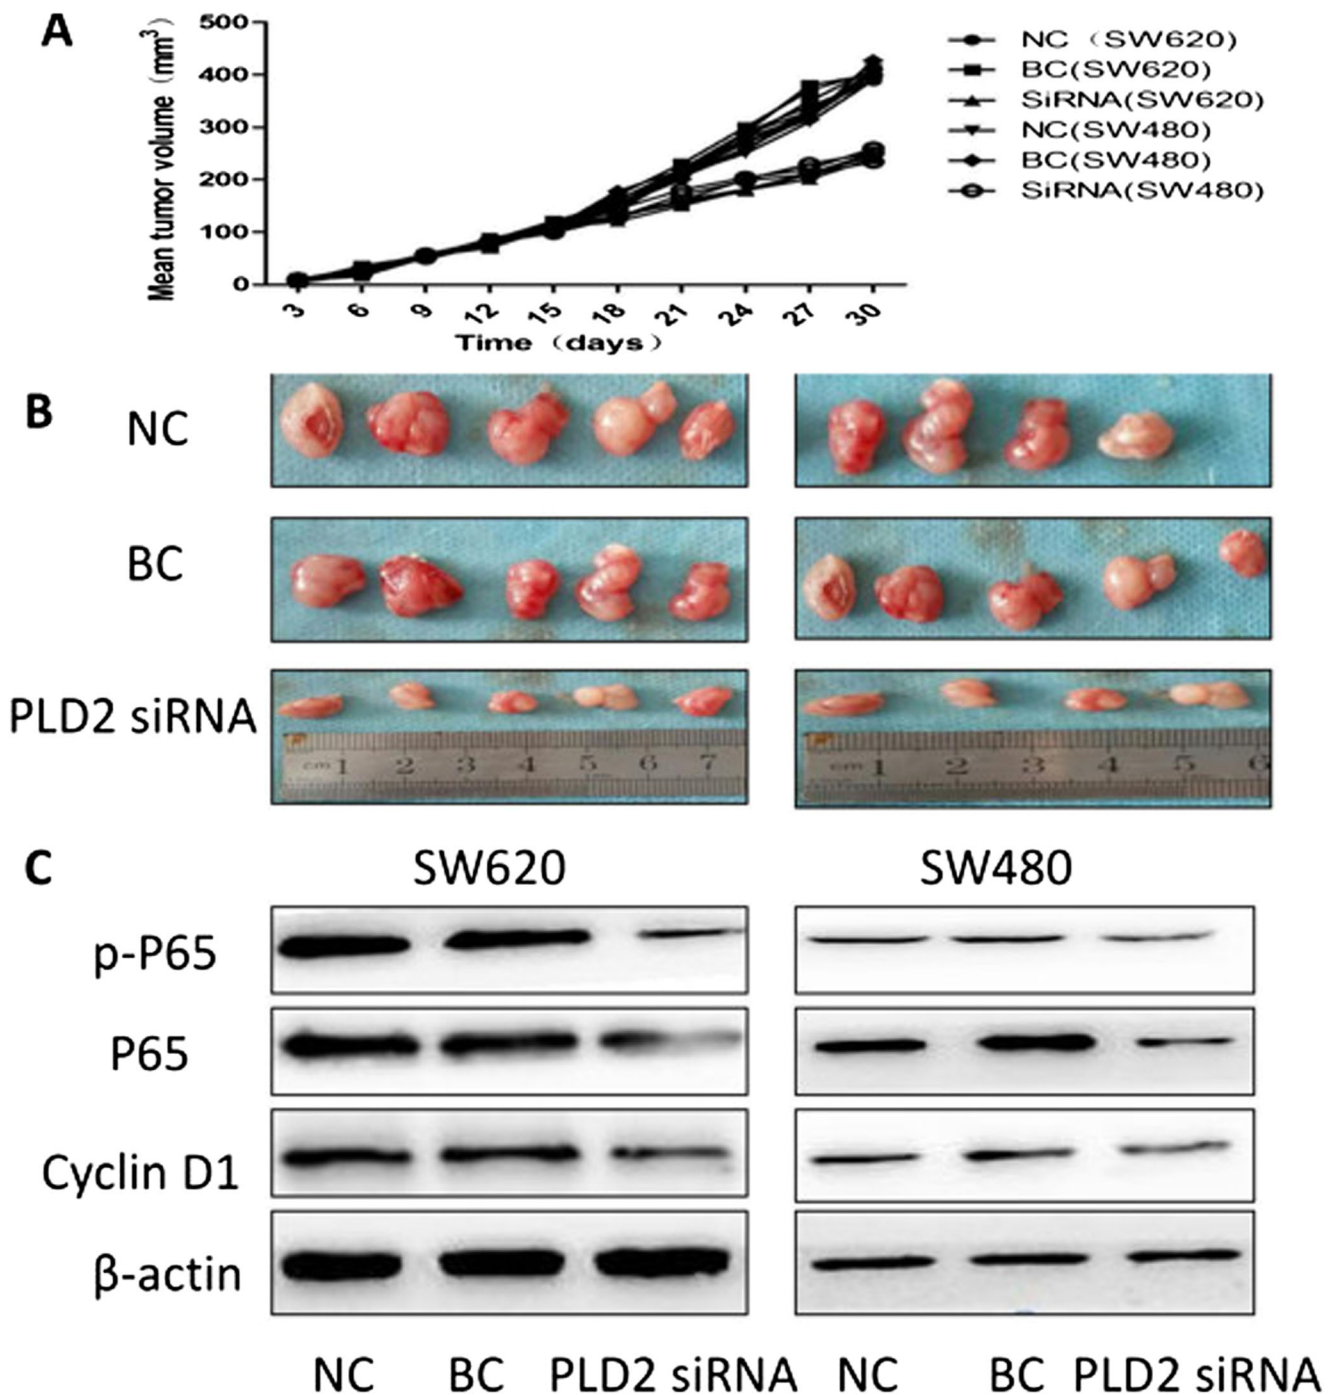 A
Mean tumor volume (mm³)
500
400
300
200
100
0
3 6 9 12 15 18 21 24 27 30
Time (days)
NC (SW620)
BC(SW620)
SiRNA(SW620)
NC(SW480)
BC(SW480)
SiRNA(SW480)
B
NC
BC
PLD2 siRNA
cm 1 2 3 4 5 6 7
cm 1 2 3 4 5 6
C
SW620 SW480
p-P65
P65
Cyclin D1
β-actin
NC BC PLD2 siRNA NC BC PLD2 siRNA